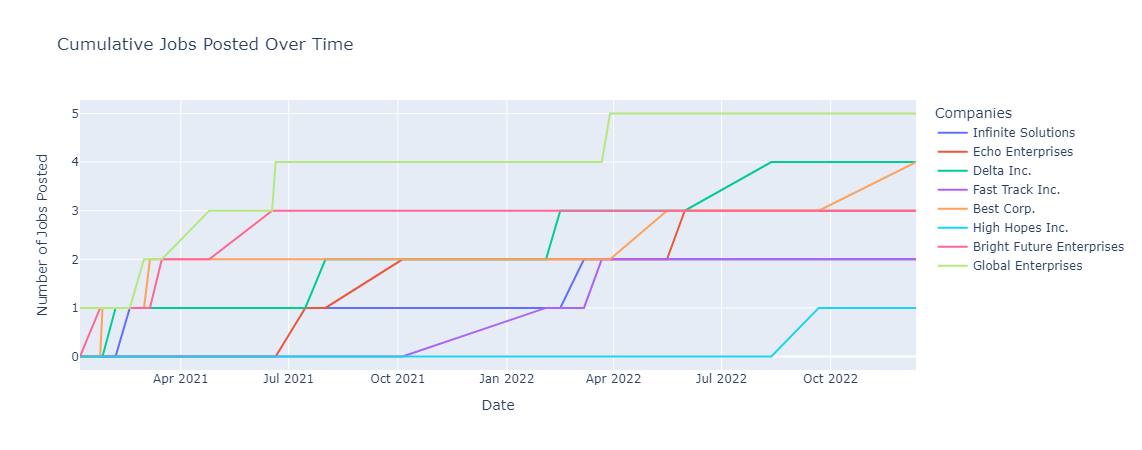 Cumulative Jobs Posted Over Time
Number of Jobs Posted
5
4
3
2
1
0
Apr 2021
Jul 2021
Oct 2021
Jan 2022
Apr 2022
Jul 2022
Oct 2022
Date
Companies
Infinite Solutions
Echo Enterprises
Delta Inc.
Fast Track Inc.
Best Corp.
High Hopes Inc.
Bright Future Enterprises
Global Enterprises